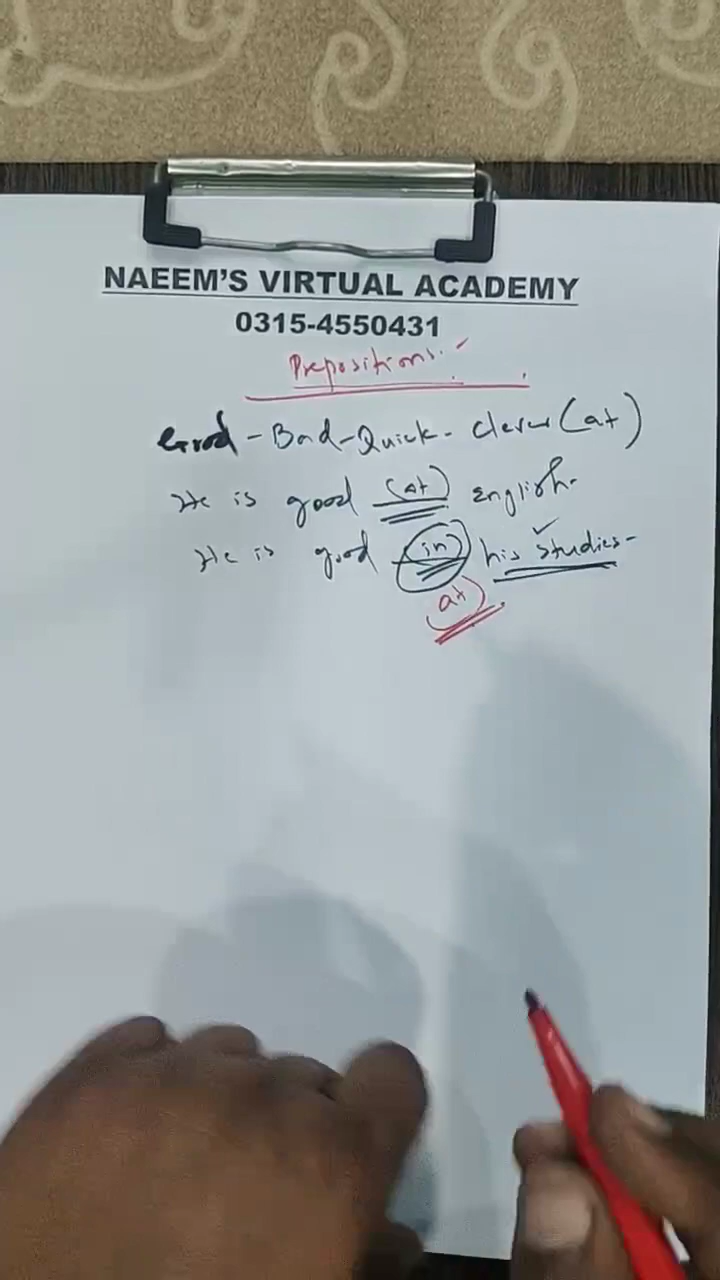 NAEEM'S VIRTUAL ACADEMY
0315-4550431
Prepositions.
Good - Bad - Quick - Clever (at)
He is good (at) English.
He is good (in) his studies -
(at)